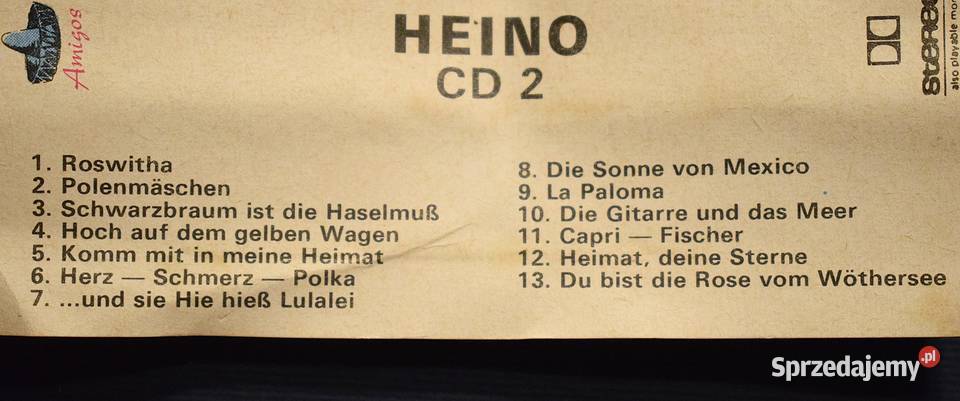 Amigos
HEINO
CD 2
Stereo
also playable mo
1. Roswitha
2. Polenmäschen
3. Schwarzbraum ist die Haselmuß
4. Hoch auf dem gelben Wagen
5. Komm mit in meine Heimat
6. Herz — Schmerz — Polka
7. ...und sie Hie hieß Lulalei
8. Die Sonne von Mexico
9. La Paloma
10. Die Gitarre und das Meer
11. Capri — Fischer
12. Heimat, deine Sterne
13. Du bist die Rose vom Wöthersee
Sprzedajemy.pl